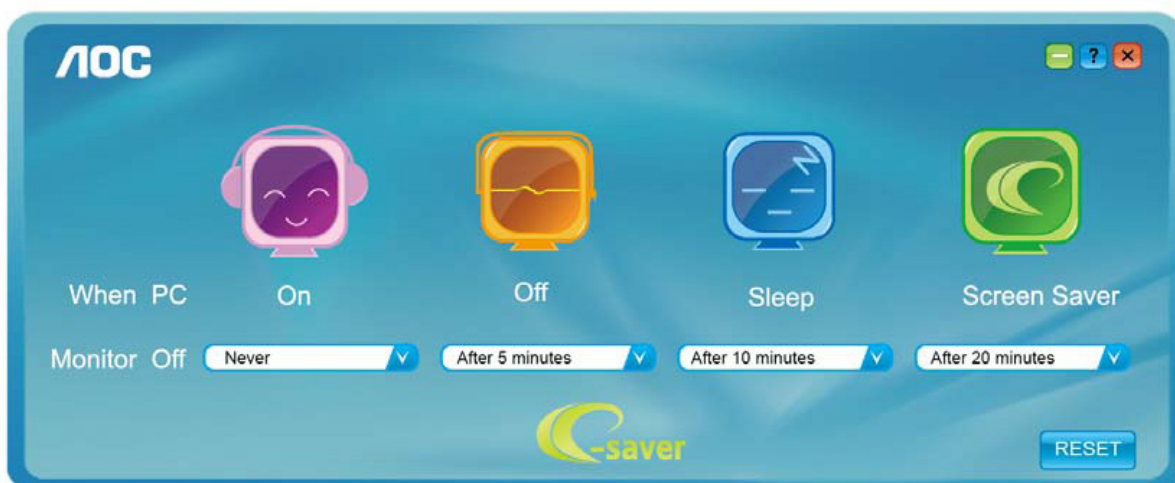 AOC
?
When PC On Off Sleep Screen Saver
Monitor Off Never After 5 minutes After 10 minutes After 20 minutes
e-saver
RESET